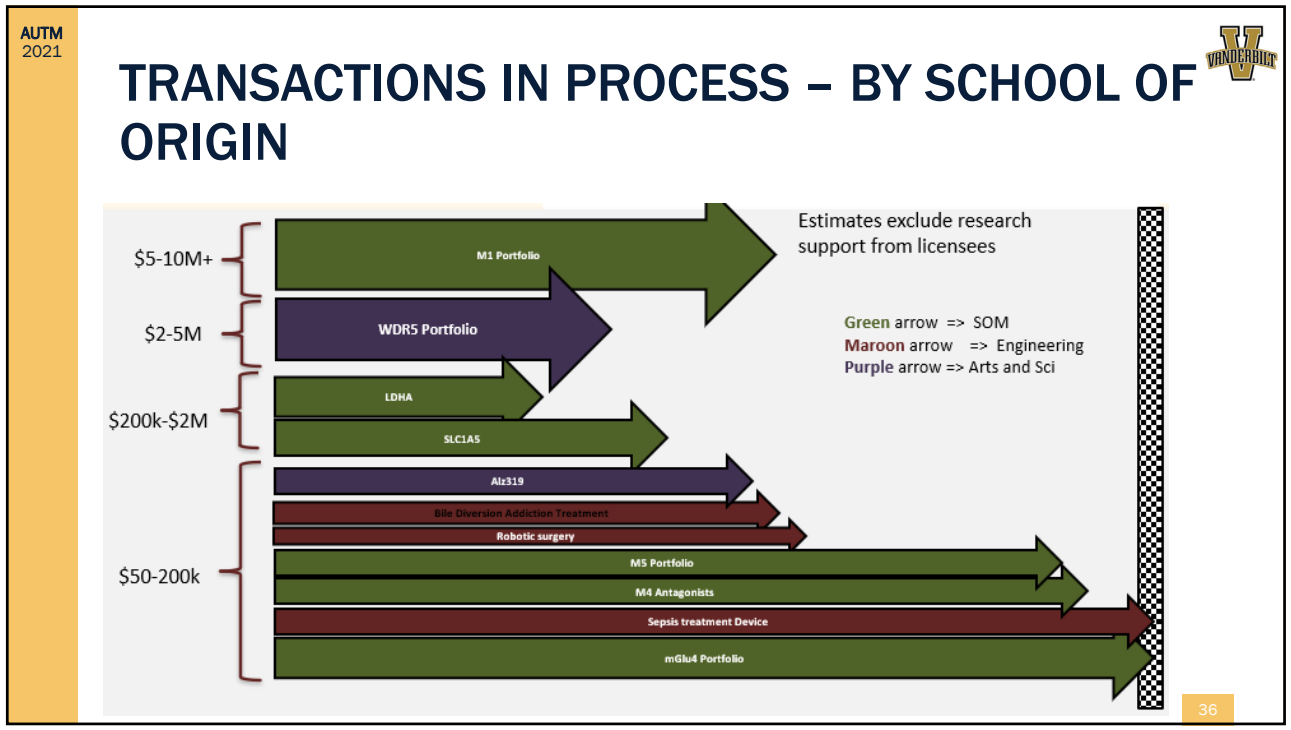 AUTM
2021
VANDERBILT
TRANSACTIONS IN PROCESS – BY SCHOOL OF
ORIGIN
Estimates exclude research
support from licensees
$5-10M+
M1 Portfolio
$2-5M
WDR5 Portfolio
Green arrow => SOM
Maroon arrow => Engineering
Purple arrow => Arts and Sci
$200k-$2M
LDHA
SLC1A5
$50-200k
Alz319
Bile Diversion Addiction Treatment
Robotic surgery
M5 Portfolio
M4 Antagonists
Sepsis treatment Device
mGlu4 Portfolio
36